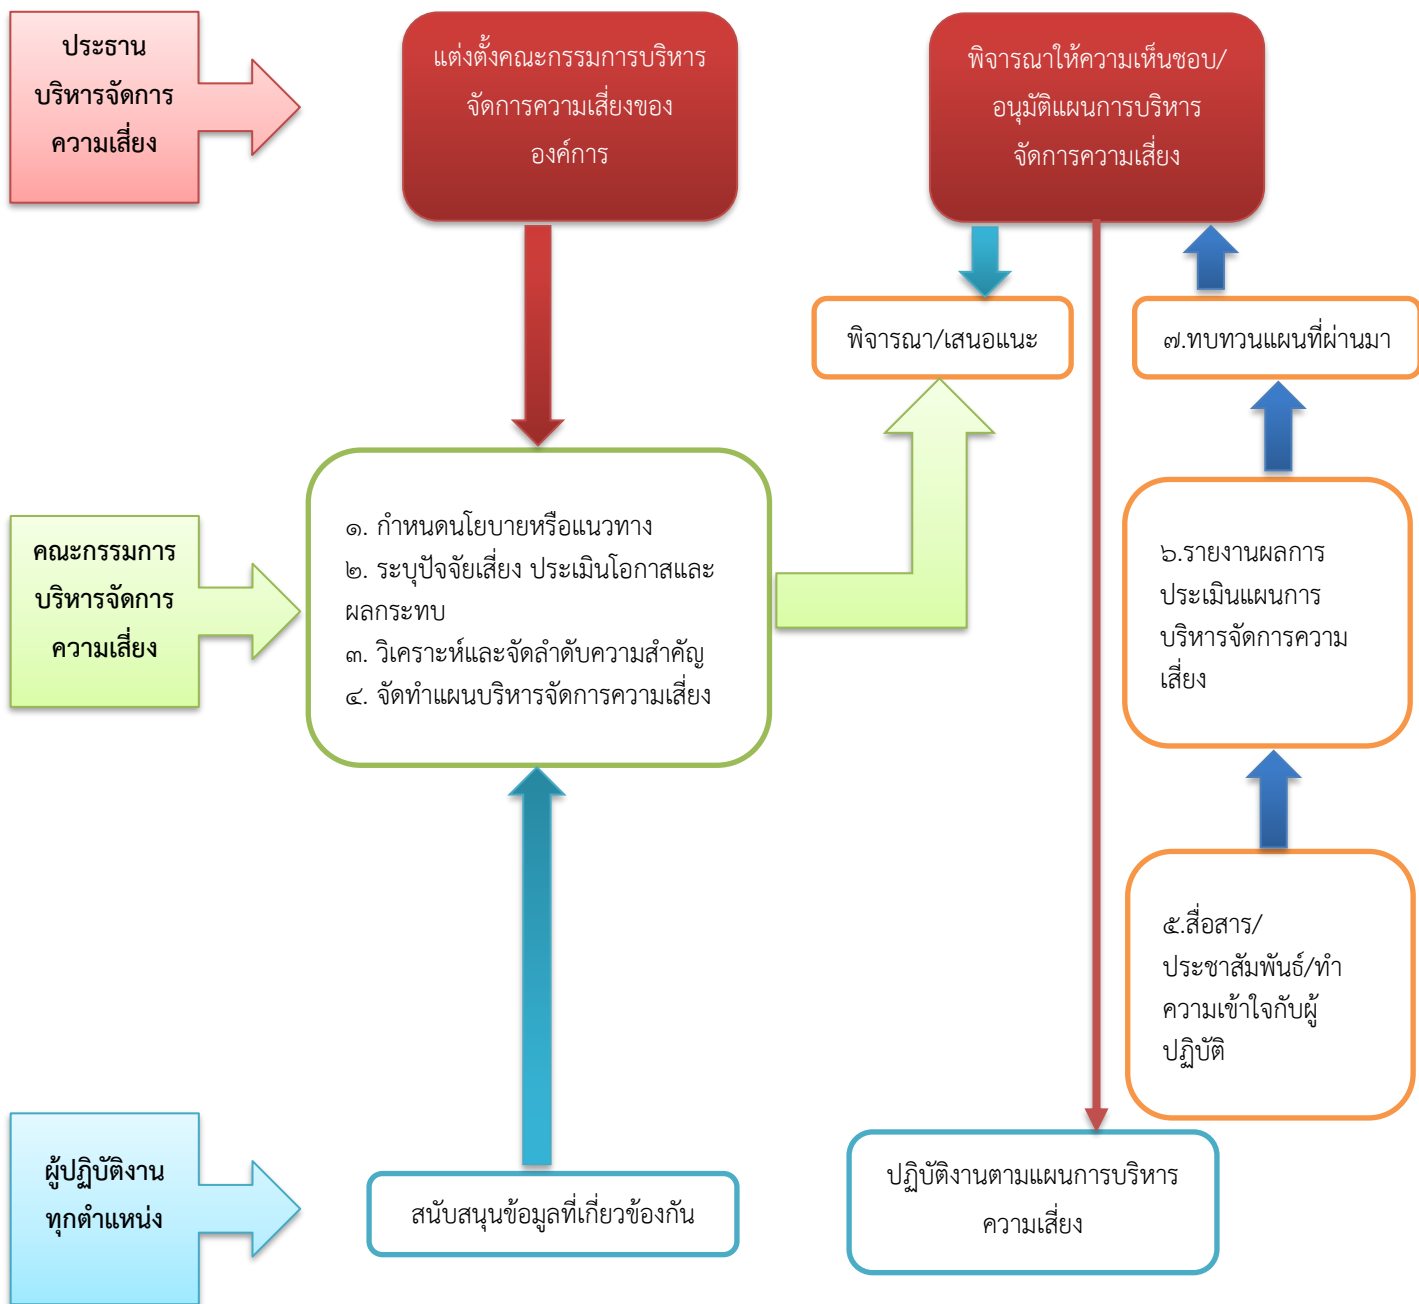 ประธาน
บริหารจัดการ
ความเสี่ยง
แต่งตั้งคณะกรรมการบริหาร
จัดการความเสี่ยงของ
องค์การ
พิจารณาให้ความเห็นชอบ/
อนุมัติแผนการบริหาร
จัดการความเสี่ยง
พิจารณา/เสนอแนะ
๗.ทบทวนแผนที่ผ่านมา
คณะกรรมการ
บริหารจัดการ
ความเสี่ยง
๑. กำหนดนโยบายหรือแนวทาง
๒. ระบุปัจจัยเสี่ยง ประเมินโอกาสและ
ผลกระทบ
๓. วิเคราะห์และจัดลำดับความสำคัญ
๔. จัดทำแผนบริหารจัดการความเสี่ยง
๖.รายงานผลการ
ประเมินแผนการ
บริหารจัดการความ
เสี่ยง
๕.สื่อสาร/
ประชาสัมพันธ์/ทำ
ความเข้าใจกับผู้
ปฏิบัติ
ผู้ปฏิบัติงาน
ทุกตำแหน่ง
สนับสนุนข้อมูลที่เกี่ยวข้องกัน
ปฏิบัติงานตามแผนการบริหาร
ความเสี่ยง